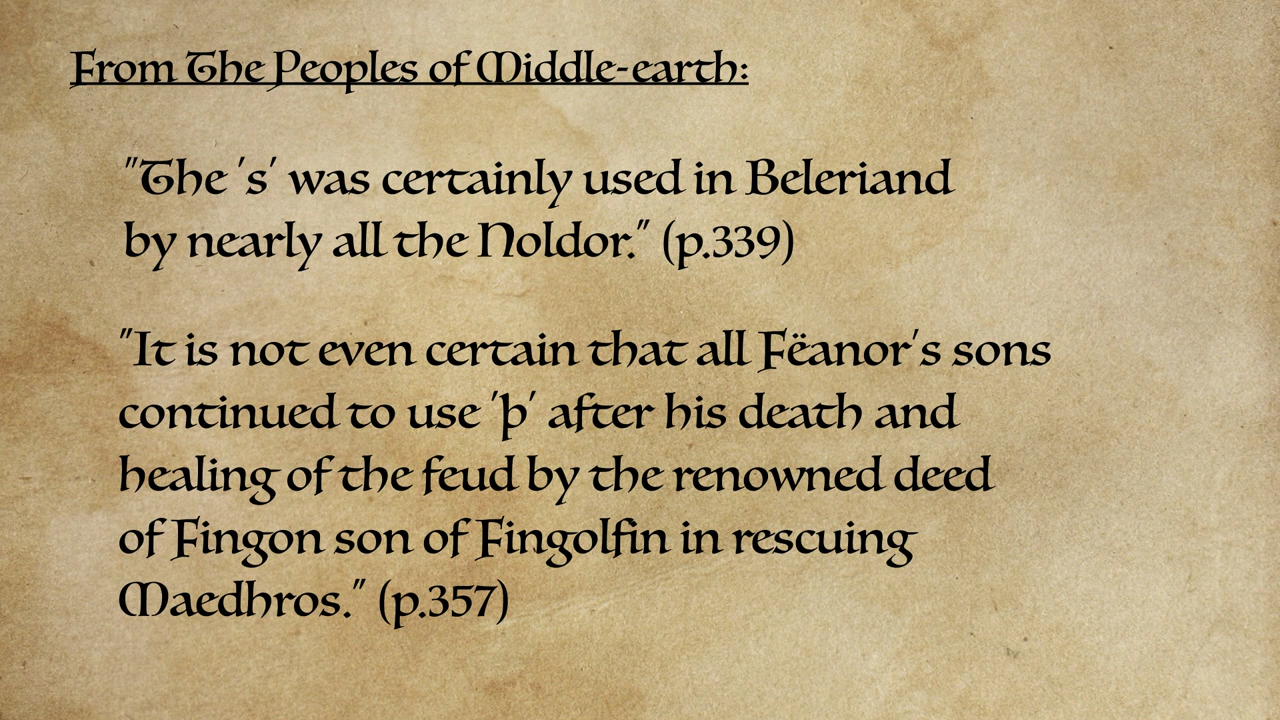 From The Peoples of Middle-earth:
"The 's' was certainly used in Beleriand
by nearly all the Noldor." (p.339)
"It is not even certain that all Fëanor's sons
continued to use 'þ' after his death and
healing of the feud by the renowned deed
of Fingon son of Fingolfin in rescuing
Maedhros." (p.357)